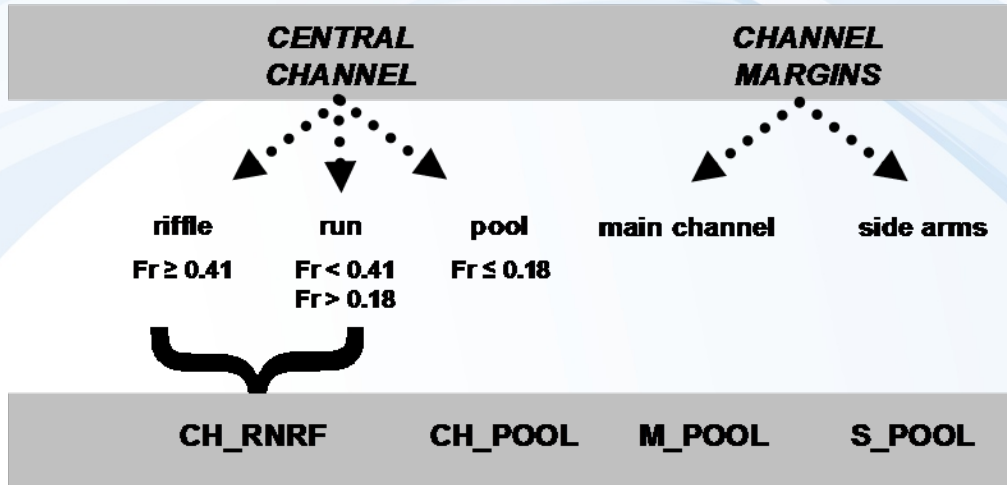 CENTRAL
CHANNEL
CHANNEL
MARGINS
riffle
run
pool
main channel
side arms
Fr ≥ 0.41
Fr < 0.41
Fr > 0.18
Fr ≤ 0.18
CH_RNRF
CH_POOL
M_POOL
S_POOL